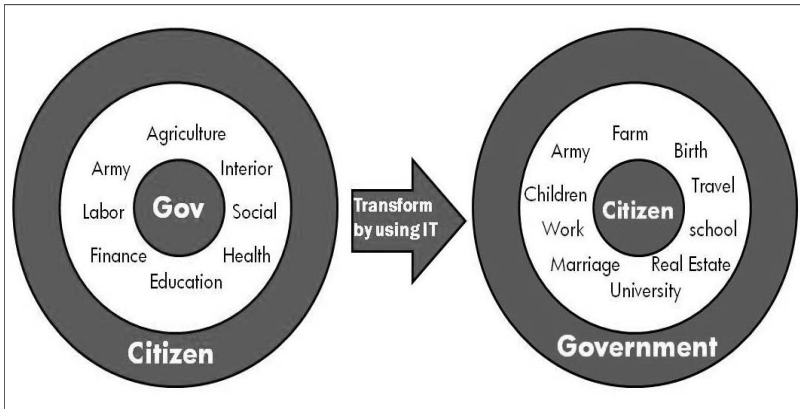 Agriculture
Army
Interior
Labor
Gov
Social
Finance
Health
Education
Citizen
Transform
by using IT
Farm
Army
Birth
Children
Travel
Citizen
Work
school
Marriage
Real Estate
University
Government